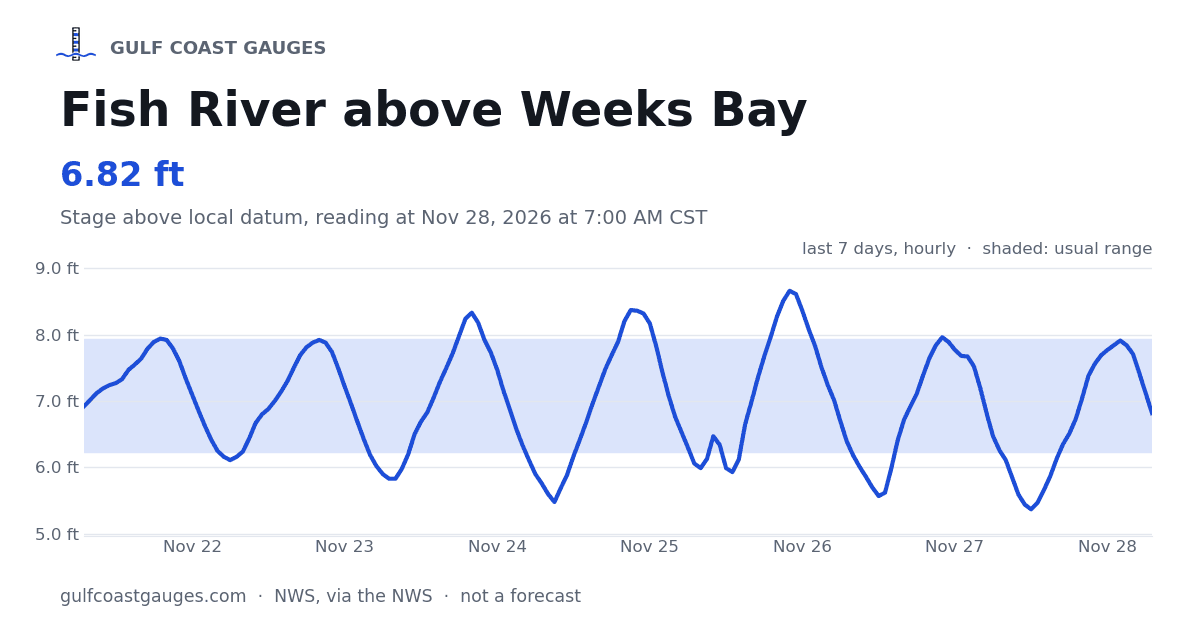 GULF COAST GAUGES
Fish River above Weeks Bay
6.82 ft
Stage above local datum, reading at Nov 28, 2026 at 7:00 AM CST
last 7 days, hourly · shaded: usual range
9.0 ft
8.0 ft
7.0 ft
6.0 ft
5.0 ft
Nov 22 Nov 23 Nov 24 Nov 25 Nov 26 Nov 27 Nov 28
gulfcoastgauges.com · NWS, via the NWS · not a forecast